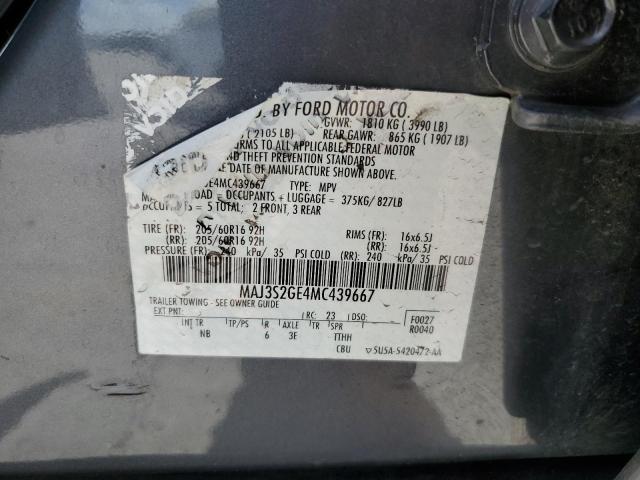 D. BY FORD MOTOR CO.
GVWR: 1810 KG ( 3990 LB)
( 2105 LB) REAR GAWR: 865 KG ( 1907 LB)
RMS TO ALL APPLICABLE FEDERAL MOTOR
AND THEFT PREVENTION STANDARDS
DATE OF MANUFACTURE SHOWN ABOVE.
GE4MC439667 TYPE: MPV
MAX LOAD = OCCUPANTS + LUGGAGE = 375KG/ 827LB
OCCUPANTS = 5 TOTAL: 2 FRONT, 3 REAR
TIRE (FR): 205/60R16 92H RIMS (FR): 16x6.5J
(RR): 205/60R16 92H (RR): 16x6.5J
PRESSURE (FR): 240 kPa/ 35 PSI COLD (RR): 240 kPa/ 35 PSI COLD
MAJ3S2GE4MC439667
TRAILER TOWING - SEE OWNER GUIDE
EXT PNT: RC: 23 DSO: F0027
R0040
INT TR TP/PS R AXLE TR SPR
NB 6 3E TTHH
CBU SU5A-5420472-AA